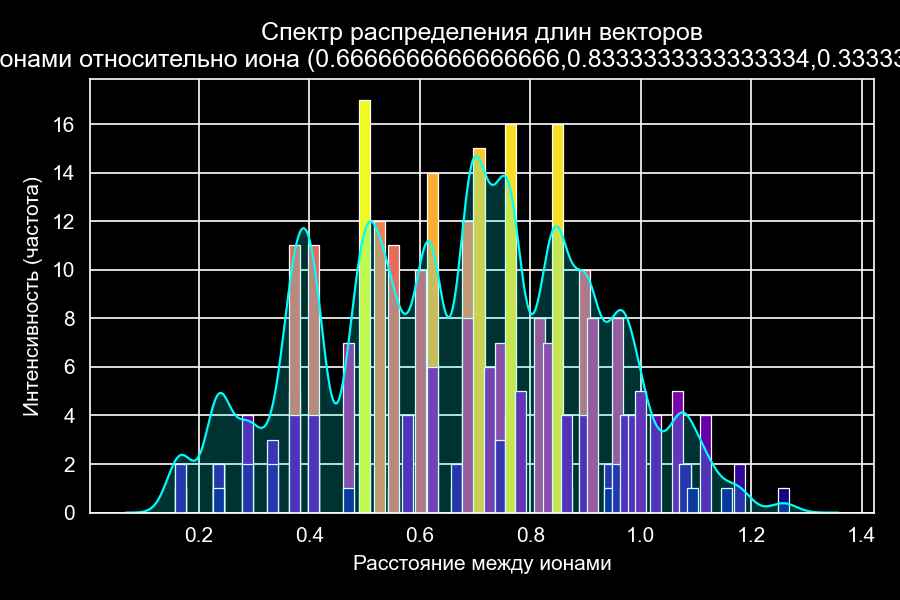 Спектр распределения длин векторов
онами относительно иона (0.6666666666666666,0.8333333333333334,0.33333
Интенсивность (частота)
16
14
12
10
8
6
4
2
0
0.2 0.4 0.6 0.8 1.0 1.2 1.4
Расстояние между ионами